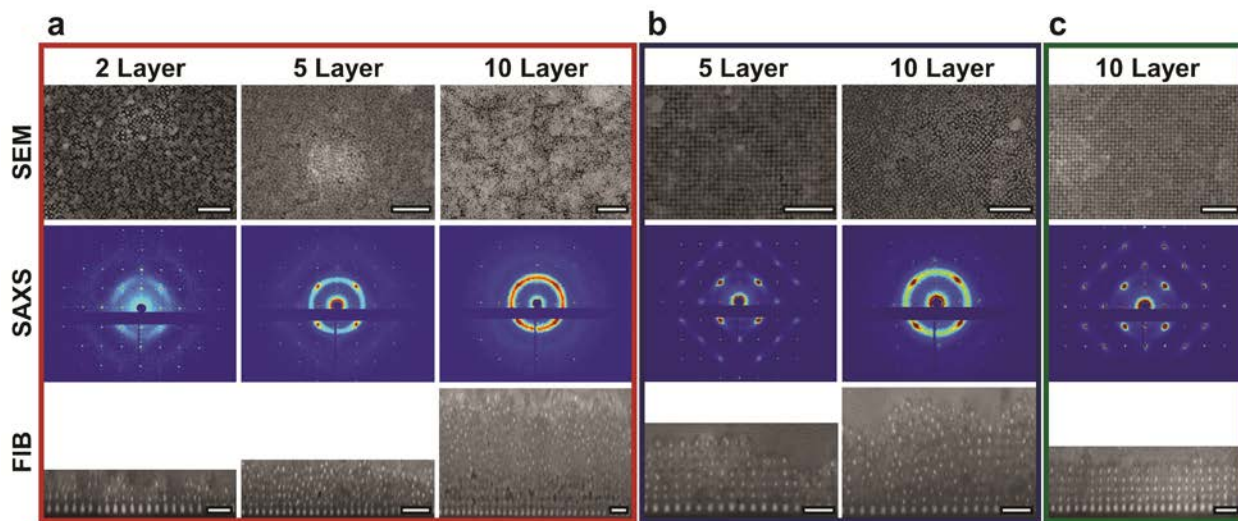 a
b
c
2 Layer
5 Layer
10 Layer
5 Layer
10 Layer
10 Layer
SEM
SAXS
FIB